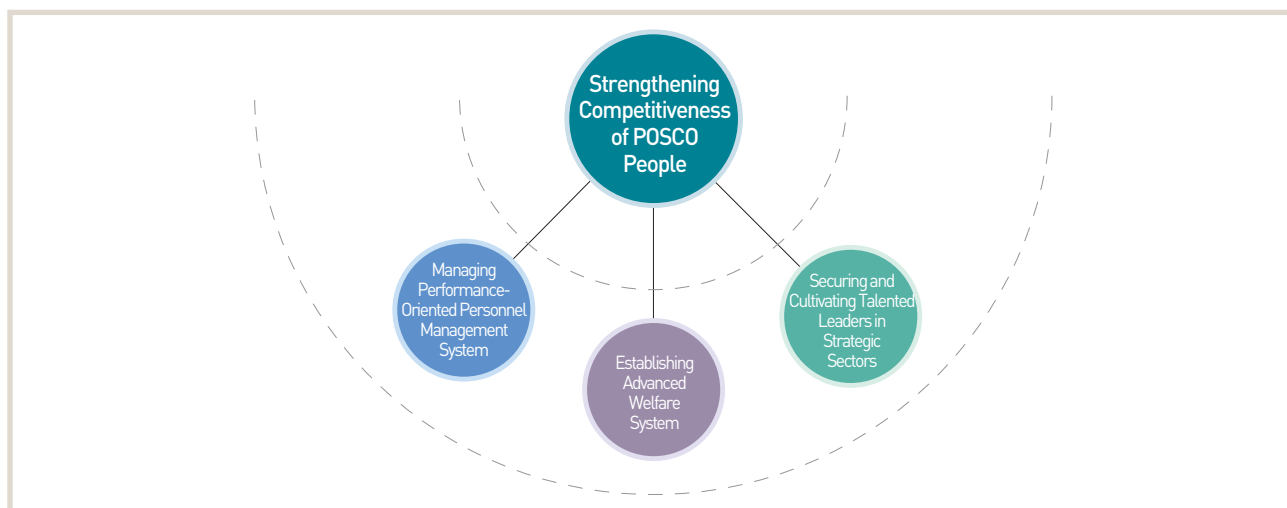 Strengthening
Competitiveness
of POSCO
People
Managing
Performance-
Oriented Personnel
Management
System
Establishing
Advanced
Welfare
System
Securing and
Cultivating Talented
Leaders in
Strategic
Sectors